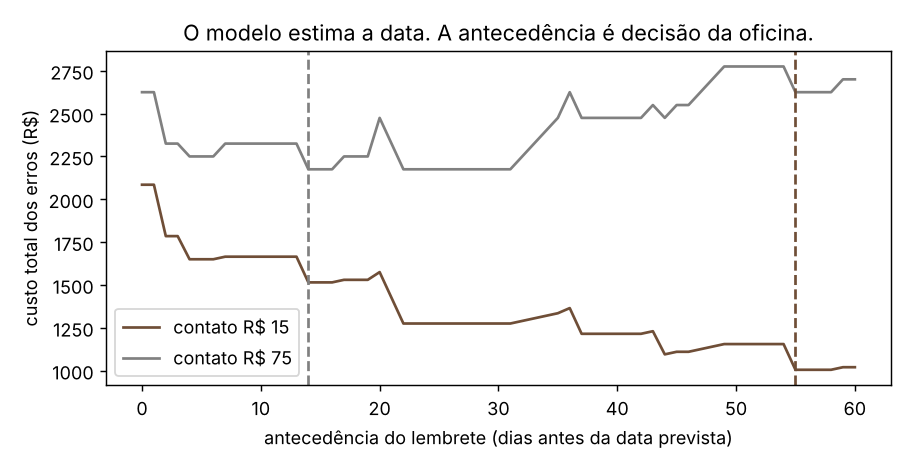 O modelo estima a data. A antecedência é decisão da oficina.
custo total dos erros (R$)
2750
2500
2250
2000
1750
1500
1250
1000
contato R$ 15
contato R$ 75
0 10 20 30 40 50 60
antecedência do lembrete (dias antes da data prevista)